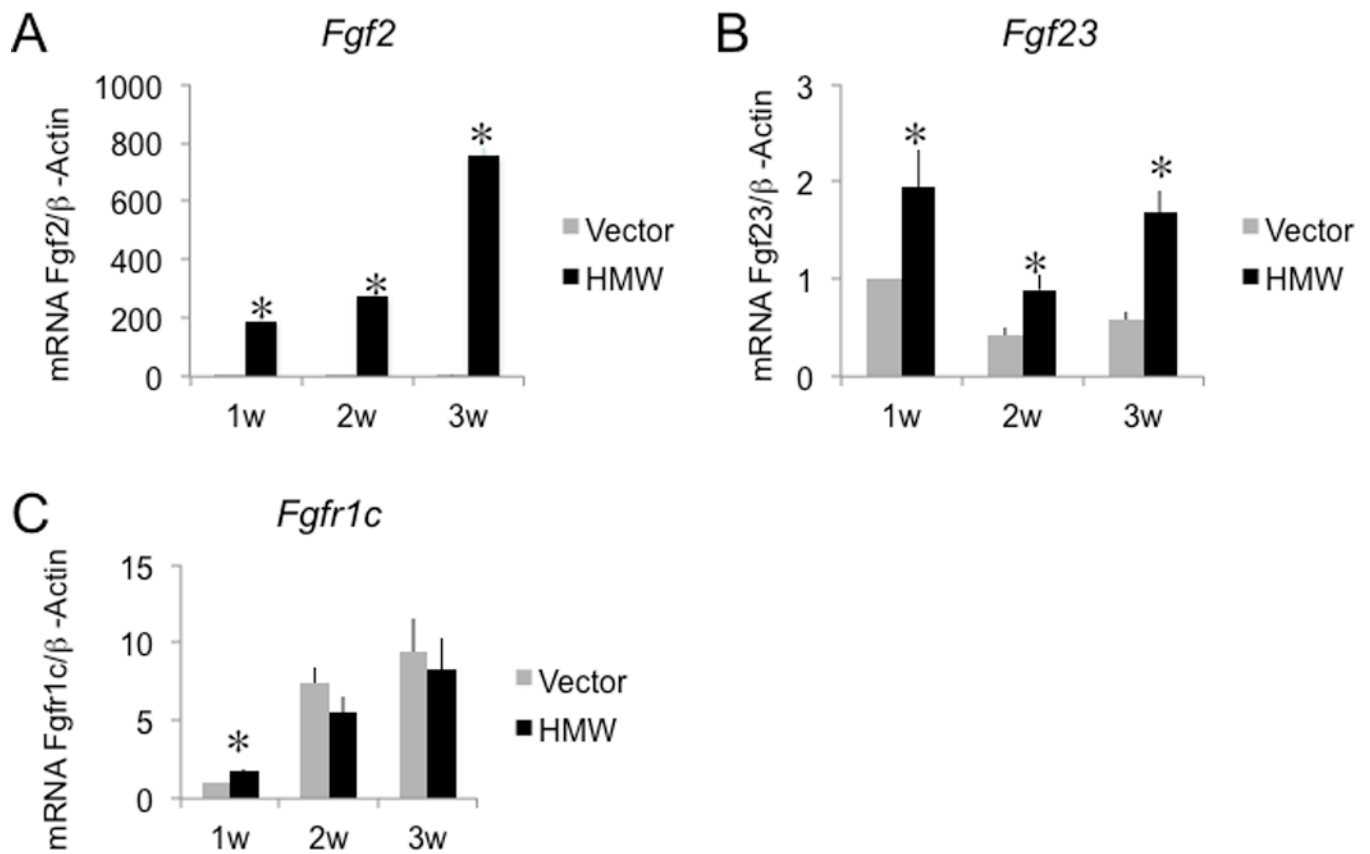 A
Fgf2
mRNA Fgf2/β -Actin
1000
800
600
400
200
0
*
*
*
1w
2w
3w
Vector
HMW
B
Fgf23
mRNA Fgf23/β -Actin
3
2
1
0
*
*
*
1w
2w
3w
Vector
HMW
C
Fgfr1c
mRNA Fgfr1c/β -Actin
15
10
5
0
*
1w
2w
3w
Vector
HMW